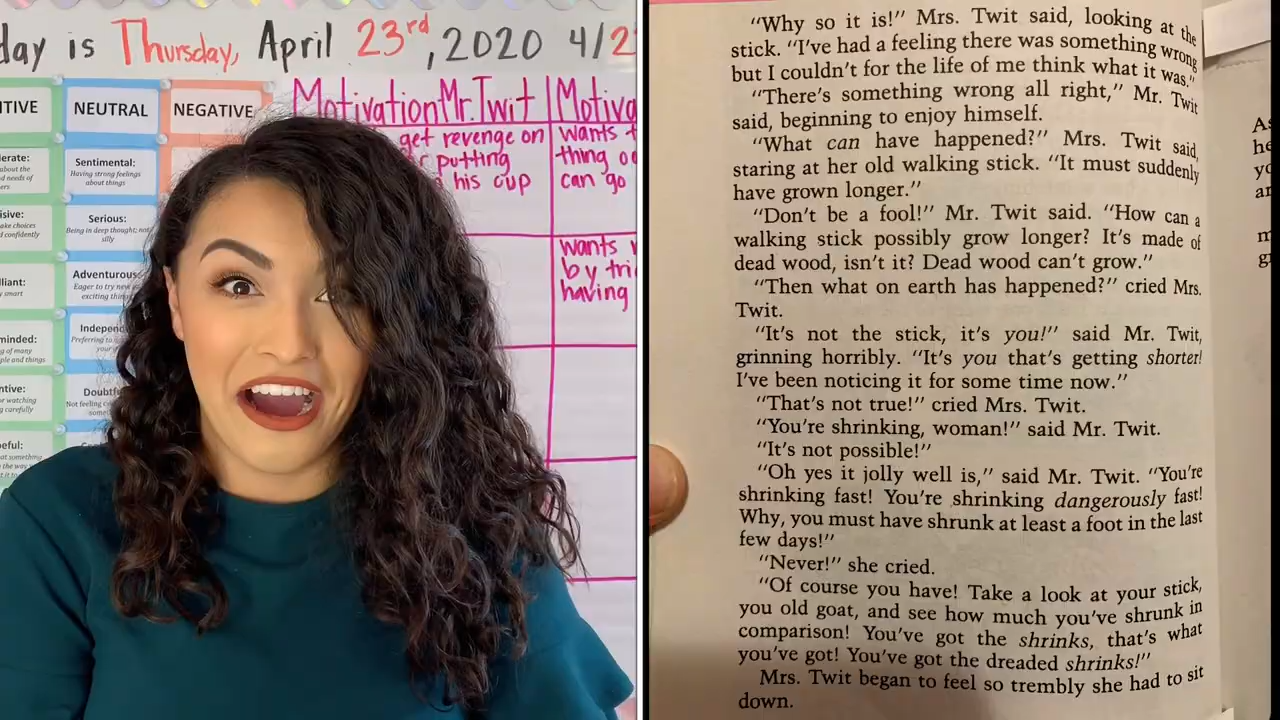 day is Thursday, April 23rd, 2020 4/2
NEUTRAL
NEGATIVE
Sentimental:
Having strong feelings
about things
Serious:
Being in deep thought; not
silly
Adventurous:
Eager to try new
exciting
Motivation Mr. Twit
get revenge on
putting
his cup
wants
thing
can go
wants
by
having
"Why so it is!" Mrs. Twit said, looking at the
stick. "I've had a feeling there was something wrong
but I couldn't for the life of me think what it was."
"There's something wrong all right," Mr. Twit
said, beginning to enjoy himself.
"What can have happened?" Mrs. Twit said,
staring at her old walking stick. "It must suddenly
have grown longer."
"Don't be a fool!" Mr. Twit said. "How can a
walking stick possibly grow longer? It's made of
dead wood, isn't it? Dead wood can't grow."
"Then what on earth has happened?" cried Mrs.
Twit.
"It's not the stick, it's you!" said Mr. Twit,
grinning horribly. "It's you that's getting shorter!
I've been noticing it for some time now."
"That's not true!" cried Mrs. Twit.
"You're shrinking, woman!" said Mr. Twit.
"It's not possible!"
"Oh yes it jolly well is," said Mr. Twit. "You're
shrinking fast! You're shrinking dangerously fast!
Why, you must have shrunk at least a foot in the last
few days!"
"Never!" she cried.
"Of course you have! Take a look at your stick,
you old goat, and see how much you've shrunk in
comparison! You've got the shrinks, that's what
you've got! You've got the dreaded shrinks!"
Mrs. Twit began to feel so trembly she had to sit
down.